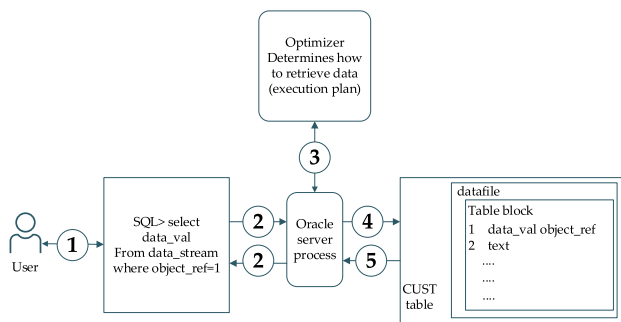 Optimizer
Determines how
to retrieve data
(execution plan)
3
1
User
SQL> select
data_val
From data_stream
where object_ref=1
2
2
Oracle
server
process
4
5
CUST
table
datafile
Table block
1 data_val object_ref
2 text
....
....
....